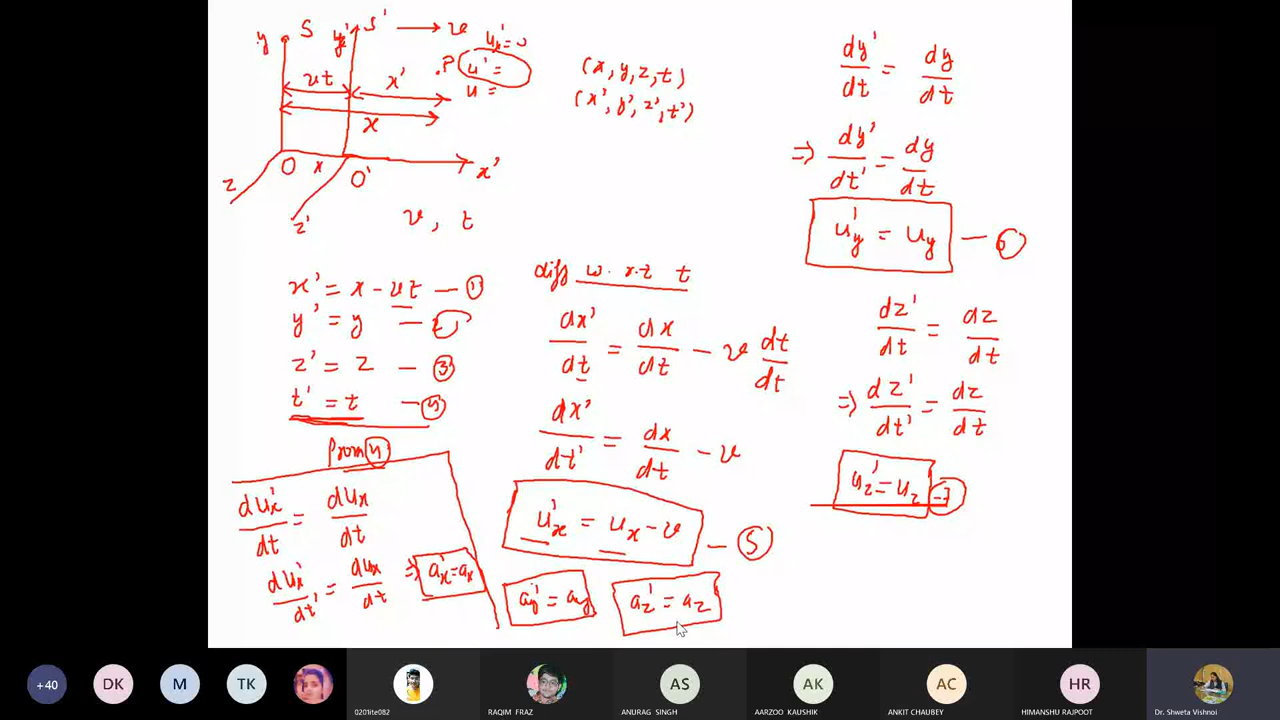 y S y' S' → v
u'x = 0
P u' =
u =
vt x'
x
O x O' x'
z z'
v , t
(x, y, z, t)
(x', y', z', t')
x' = x - vt — ①
y' = y — ②
z' = z — ③
t' = t — ④
From ④
du'x/dt = dux/dt
du'x/dt' = dux/dt ⇒ a'x = ax
diff w.r.t t
dx'/dt = dx/dt - v dt/dt
dx'/dt' = dx/dt - v
u'x = ux - v — ⑤
a'y = ay a'z = az
dy'/dt = dy/dt
⇒ dy'/dt' = dy/dt
u'y = uy — ⑥
dz'/dt = dz/dt
⇒ dz'/dt' = dz/dt
u'z = uz — ⑦
+40 DK M TK AS AK AC HR
0201ite082 RAQIM FRAZ ANURAG SINGH AARZOO KAUSHIK ANKIT CHAUBEY HIMANSHU RAJPOOT Dr. Shweta Vishnoi